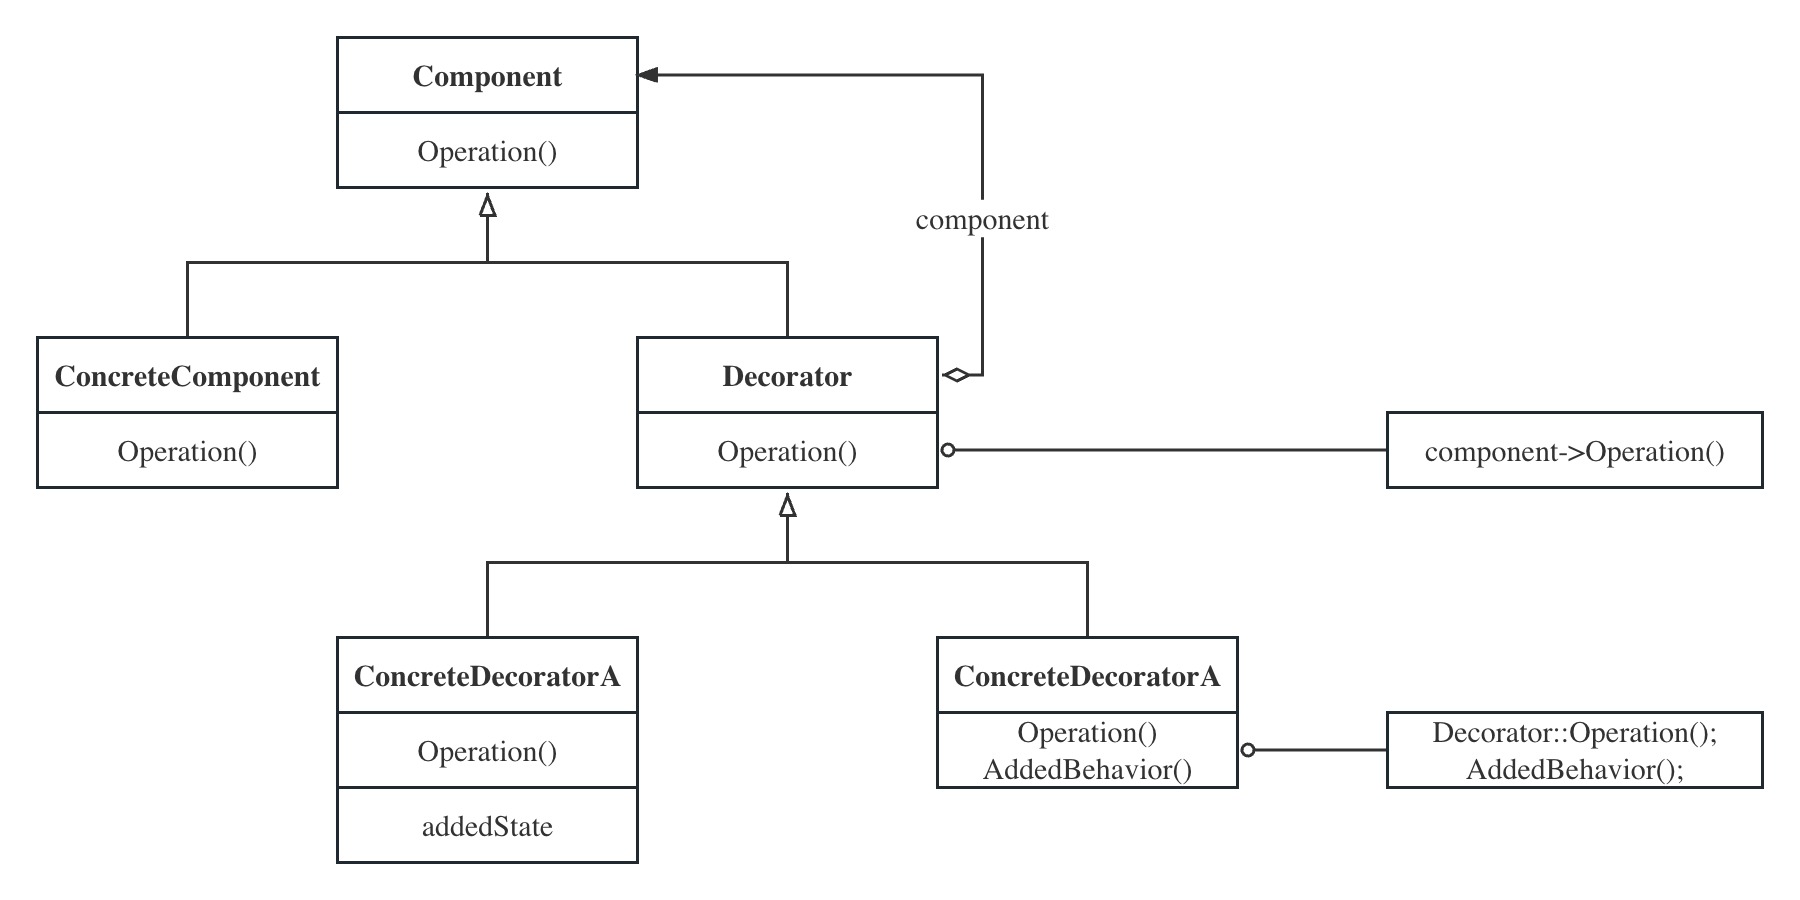 Component
Operation()
component
ConcreteComponent
Operation()
Decorator
Operation()
component->Operation()
ConcreteDecoratorA
Operation()
addedState
ConcreteDecoratorA
Operation()
AddedBehavior()
Decorator::Operation();
AddedBehavior();